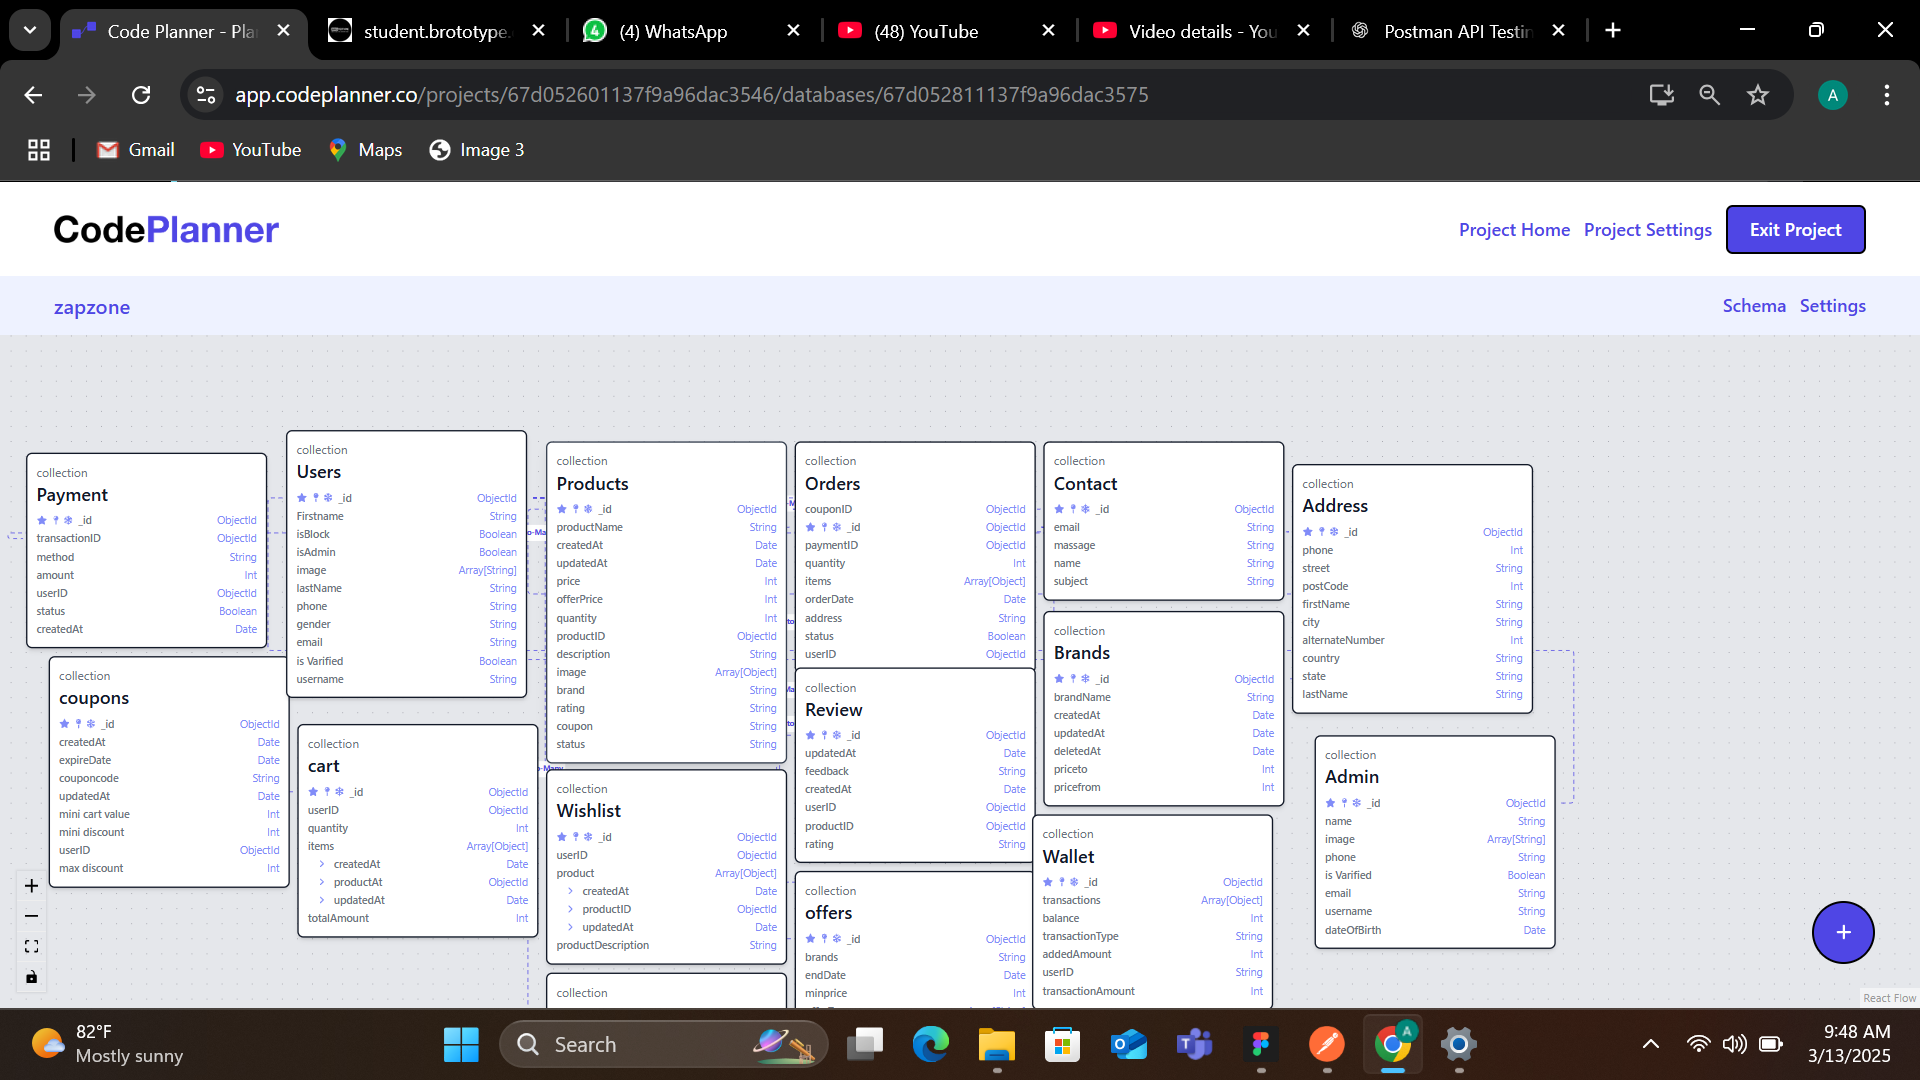 Code Planner - Pla
student.brototype.
(4) WhatsApp
(48) YouTube
Video details - You
Postman API Testin
app.codeplanner.co/projects/67d052601137f9a96dac3546/databases/67d052811137f9a96dac3575
A
Gmail
YouTube
Maps
Image 3
CodePlanner
Project Home
Project Settings
Exit Project
zapzone
Schema
Settings
collection
Payment
_id ObjectId
transactionID ObjectId
method String
amount Int
userID ObjectId
status Boolean
createdAt Date
collection
coupons
_id ObjectId
createdAt Date
expireDate Date
couponcode String
updatedAt Date
mini cart value Int
mini discount Int
userID ObjectId
max discount Int
collection
Users
_id ObjectId
Firstname String
isBlock Boolean
isAdmin Boolean
image Array[String]
lastName String
phone String
gender String
email String
is Varified Boolean
username String
collection
cart
_id ObjectId
userID ObjectId
quantity Int
items Array[Object]
createdAt Date
productAt ObjectId
updatedAt Date
totalAmount Int
collection
Products
_id ObjectId
productName String
createdAt Date
updatedAt Date
price Int
offerPrice Int
quantity Int
productID ObjectId
description String
image Array[Object]
brand String
rating String
coupon String
status String
collection
Wishlist
_id ObjectId
userID ObjectId
product Array[Object]
createdAt Date
productID ObjectId
updatedAt Date
productDescription String
collection
collection
Orders
couponID ObjectId
_id ObjectId
paymentID ObjectId
quantity Int
items Array[Object]
orderDate Date
address String
status Boolean
userID ObjectId
collection
Review
_id ObjectId
updatedAt Date
feedback String
createdAt Date
userID ObjectId
productID ObjectId
rating String
collection
offers
_id ObjectId
brands String
endDate Date
minprice Int
collection
Contact
_id ObjectId
email String
massage String
name String
subject String
collection
Brands
_id ObjectId
brandName String
createdAt Date
updatedAt Date
deletedAt Date
priceto Int
pricefrom Int
collection
Wallet
_id ObjectId
transactions Array[Object]
balance Int
transactionType String
addedAmount Int
userID String
transactionAmount Int
collection
Address
_id ObjectId
phone Int
street String
postCode Int
firstName String
city String
alternateNumber Int
country String
state String
lastName String
collection
Admin
_id ObjectId
name String
image Array[String]
phone String
is Varified Boolean
email String
username String
dateOfBirth Date
React Flow
82°F
Mostly sunny
Search
9:48 AM
3/13/2025